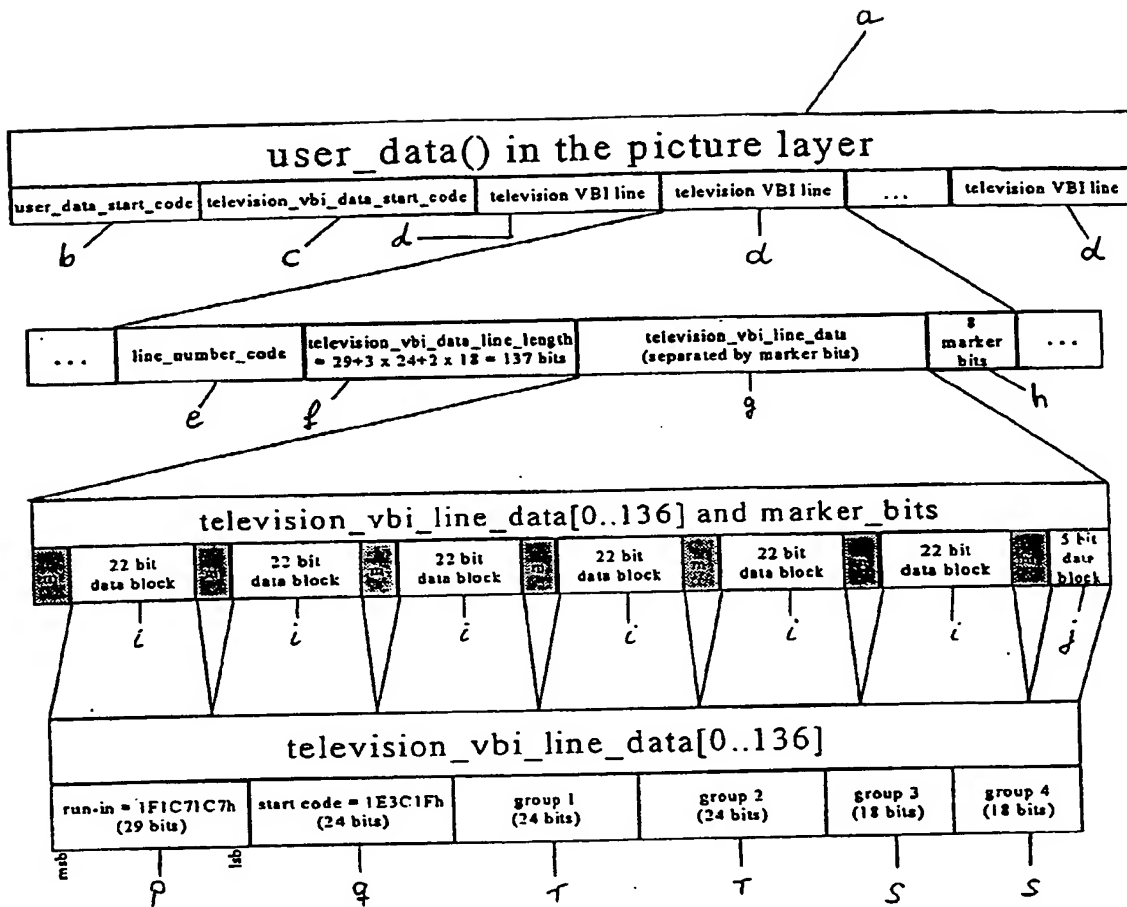 a
user_data() in the picture layer
user_data_start_code television_vbi_data_start_code television VBI line television VBI line ... television VBI line
b c d d d
... line_number_code television_vbi_data_line_length = 29+3 x 24+2 x 18 = 137 bits television_vbi_line_data (separated by marker bits) 8 marker bits ...
e f g h
television_vbi_line_data[0..136] and marker_bits
22 bit data block 22 bit data block 22 bit data block 22 bit data block 22 bit data block 22 bit data block 5 bit data block
i i i i i i j
television_vbi_line_data[0..136]
run-in = 1F1C71C7h (29 bits) start code = 1E3C1Fh (24 bits) group 1 (24 bits) group 2 (24 bits) group 3 (18 bits) group 4 (18 bits)
msb lsb
p q r r s s